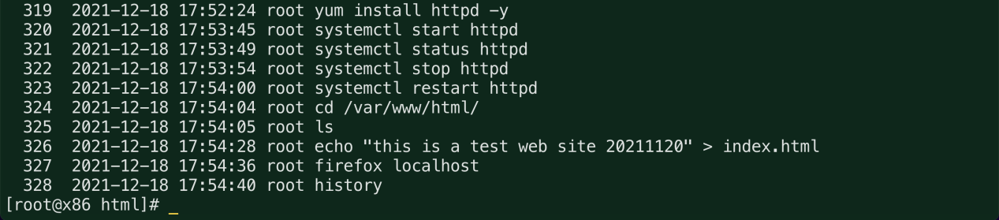 319 2021-12-18 17:52:24 root yum install httpd -y
320 2021-12-18 17:53:45 root systemctl start httpd
321 2021-12-18 17:53:49 root systemctl status httpd
322 2021-12-18 17:53:54 root systemctl stop httpd
323 2021-12-18 17:54:00 root systemctl restart httpd
324 2021-12-18 17:54:04 root cd /var/www/html/
325 2021-12-18 17:54:05 root ls
326 2021-12-18 17:54:28 root echo "this is a test web site 20211120" > index.html
327 2021-12-18 17:54:36 root firefox localhost
328 2021-12-18 17:54:40 root history
[root@x86 html]# _